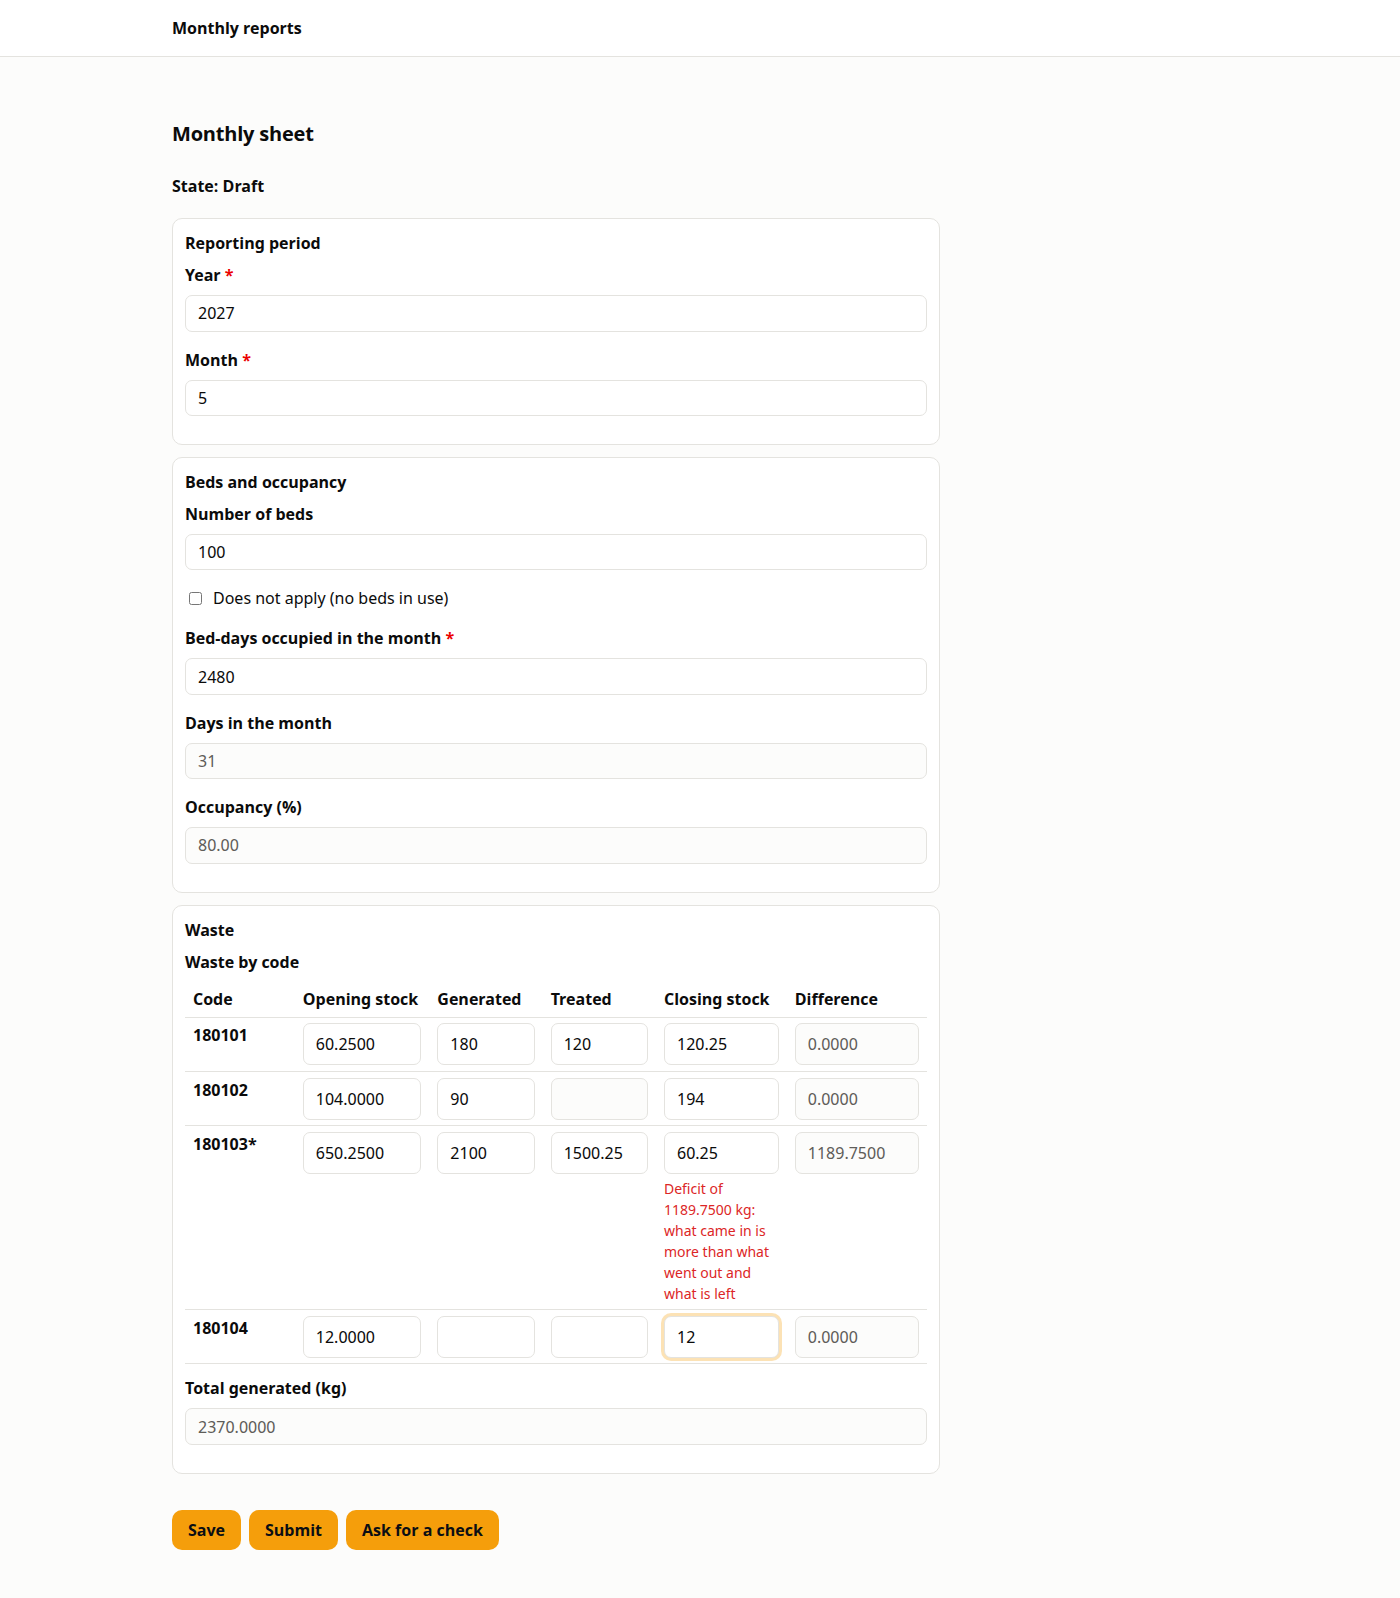 Monthly reports
Monthly sheet
State: Draft
Reporting period
Year *
2027
Month *
5
Beds and occupancy
Number of beds
100
Does not apply (no beds in use)
Bed-days occupied in the month *
2480
Days in the month
31
Occupancy (%)
80.00
Waste
Waste by code
Code Opening stock Generated Treated Closing stock Difference
180101 60.2500 180 120 120.25 0.0000
180102 104.0000 90 194 0.0000
180103* 650.2500 2100 1500.25 60.25 1189.7500
Deficit of
1189.7500 kg:
what came in is
more than what
went out and
what is left
180104 12.0000 12 0.0000
Total generated (kg)
2370.0000
Save Submit Ask for a check